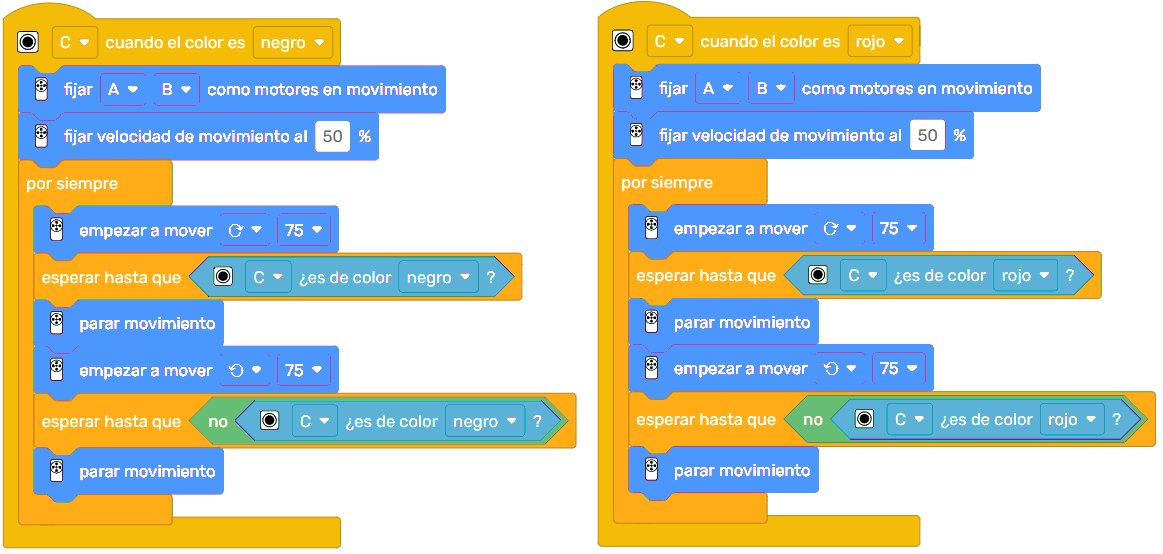 C cuando el color es negro
fijar A B como motores en movimiento
fijar velocidad de movimiento al 50 %
por siempre
empezar a mover 75
esperar hasta que C ¿es de color negro ?
parar movimiento
empezar a mover 75
esperar hasta que no C ¿es de color negro ?
parar movimiento
C cuando el color es rojo
fijar A B como motores en movimiento
fijar velocidad de movimiento al 50 %
por siempre
empezar a mover 75
esperar hasta que C ¿es de color rojo ?
parar movimiento
empezar a mover 75
esperar hasta que no C ¿es de color rojo ?
parar movimiento